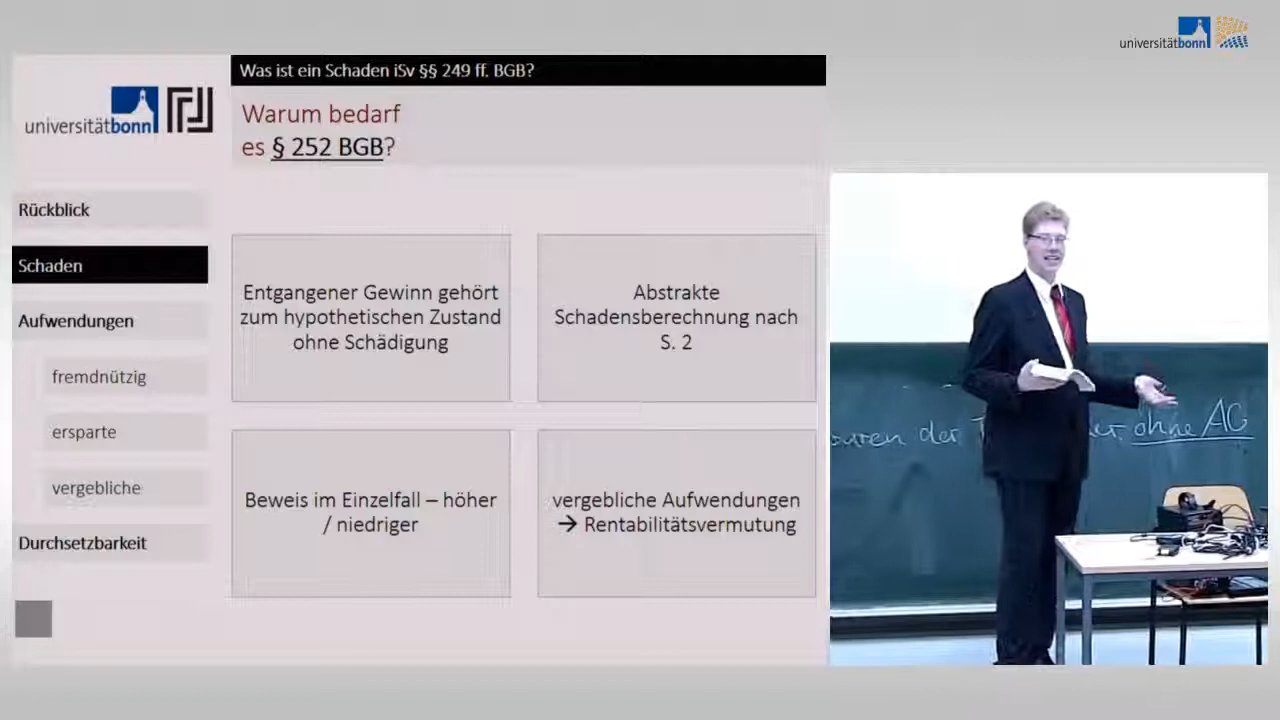 universitätbonn
Was ist ein Schaden iSv §§ 249 ff. BGB?
universitätbonn
Warum bedarf
es § 252 BGB?
Rückblick
Schaden
Aufwendungen
fremdnützig
ersparte
vergebliche
Durchsetzbarkeit
Entgangener Gewinn gehört
zum hypothetischen Zustand
ohne Schädigung
Abstrakte
Schadensberechnung nach
S. 2
Beweis im Einzelfall – höher
/ niedriger
vergebliche Aufwendungen
→ Rentabilitätsvermutung
der ohne AG